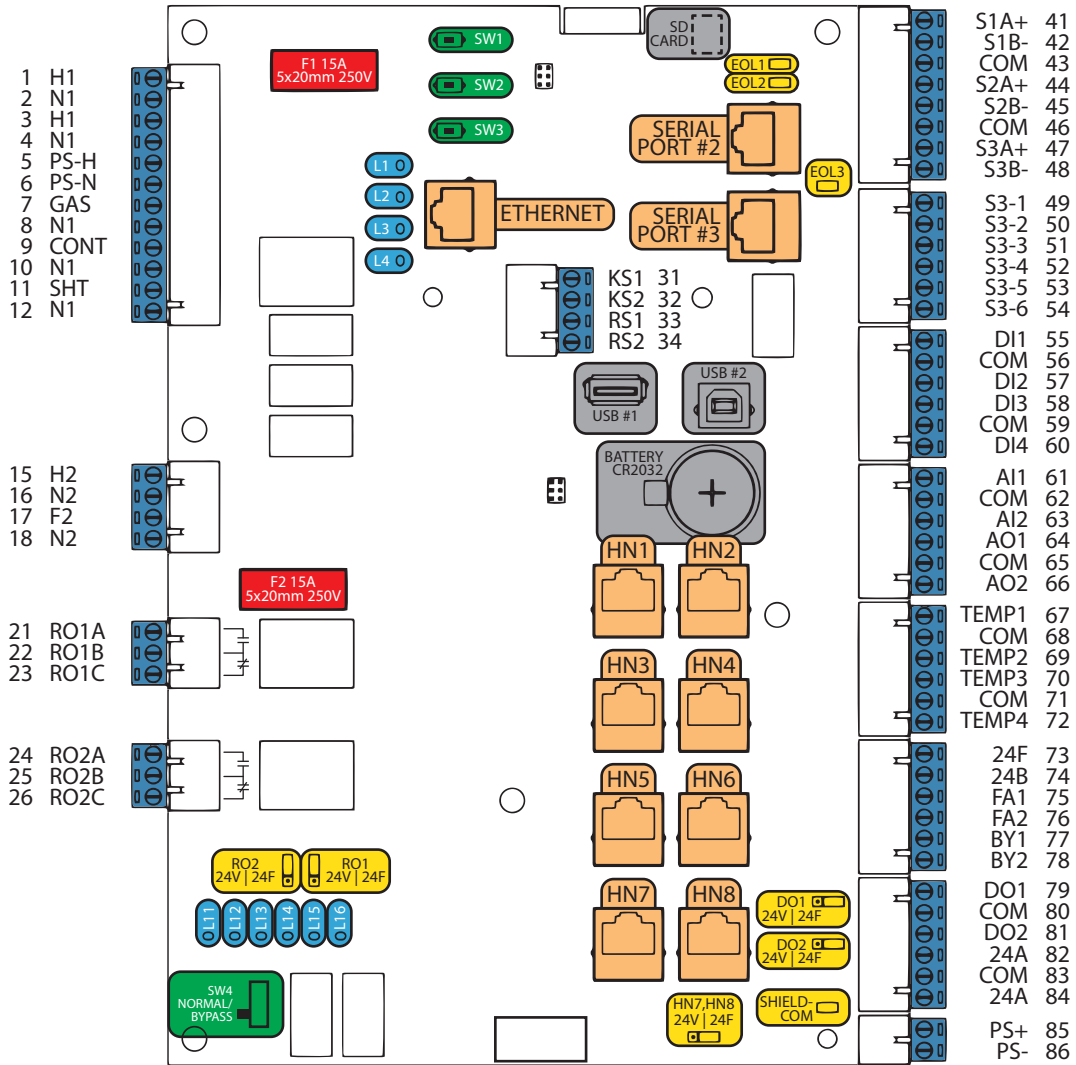 1 H1
2 N1
3 H1
4 N1
5 PS-H
6 PS-N
7 GAS
8 N1
9 CONT
10 N1
11 SHT
12 N1
15 H2
16 N2
17 F2
18 N2
21 RO1A
22 RO1B
23 RO1C
24 RO2A
25 RO2B
26 RO2C
F1 15A
5x20mm 250V
SW1
SW2
SW3
L1
L2
L3
L4
SD
CARD
EOL1
EOL2
SERIAL
PORT #2
EOL3
ETHERNET
SERIAL
PORT #3
KS1 31
KS2 32
RS1 33
RS2 34
USB #1
USB #2
BATTERY
CR2032
HN1
HN2
F2 15A
5x20mm 250V
HN3
HN4
HN5
HN6
RO2
24V | 24F
RO1
24V | 24F
L11
L12
L13
L14
L15
L16
HN7
HN8
DO1
24V | 24F
DO2
24V | 24F
SW4
NORMAL/
BYPASS
HN7,HN8
24V | 24F
SHIELD-
COM
S1A+ 41
S1B- 42
COM 43
S2A+ 44
S2B- 45
COM 46
S3A+ 47
S3B- 48
S3-1 49
S3-2 50
S3-3 51
S3-4 52
S3-5 53
S3-6 54
DI1 55
COM 56
DI2 57
DI3 58
COM 59
DI4 60
AI1 61
COM 62
AI2 63
AO1 64
COM 65
AO2 66
TEMP1 67
COM 68
TEMP2 69
TEMP3 70
COM 71
TEMP4 72
24F 73
24B 74
FA1 75
FA2 76
BY1 77
BY2 78
DO1 79
COM 80
DO2 81
24A 82
COM 83
24A 84
PS+ 85
PS- 86